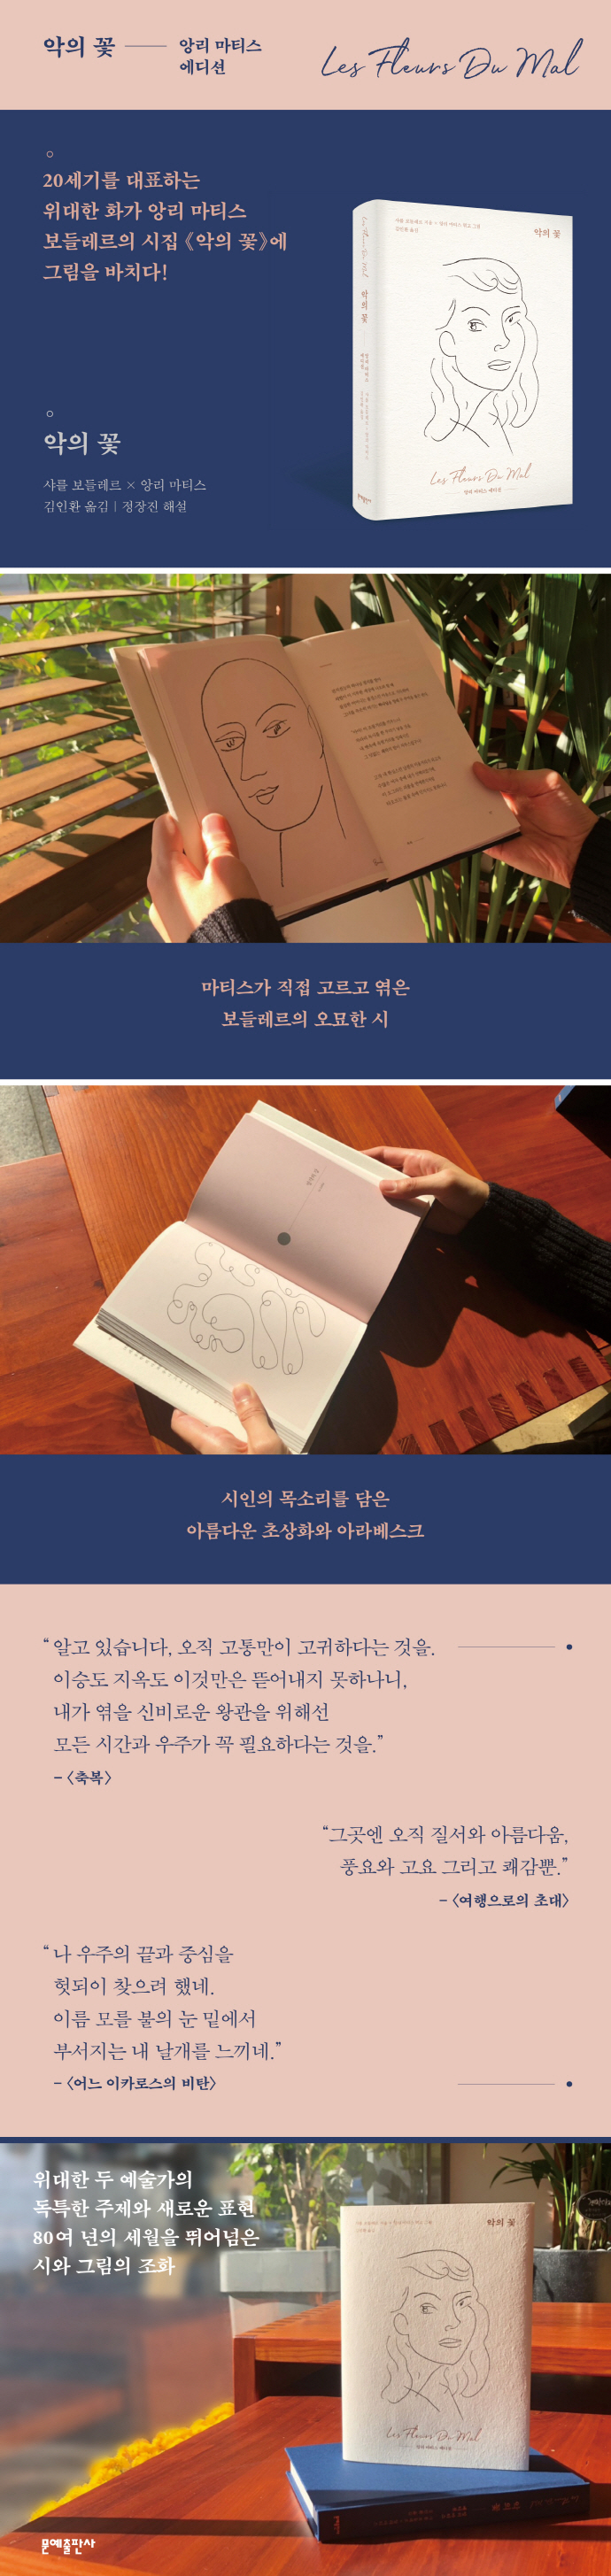 악의 꽃
앙리 마티스
에디션
Les Fleurs Du Mal
20세기를 대표하는
위대한 화가 앙리 마티스
보들레르의 시집 《악의 꽃》에
그림을 바치다!
악의 꽃
샤를 보들레르 × 앙리 마티스
김인환 옮김 | 정장진 해설
악의 꽃
악의 꽃
Les Fleurs Du Mal
앙리 마티스 에디션
마티스가 직접 고르고 엮은
보들레르의 오묘한 시
시인의 목소리를 담은
아름다운 초상화와 아라베스크
“알고 있습니다, 오직 고통만이 고귀하다는 것을.
이승도 지옥도 이것만은 뜯어내지 못하나니,
내가 엮을 신비로운 왕관을 위해선
모든 시간과 우주가 꼭 필요하다는 것을.”
– 〈축복〉
“그곳엔 오직 질서와 아름다움,
풍요와 고요 그리고 쾌감뿐.”
– 〈여행으로의 초대〉
“나 우주의 끝과 중심을
헛되이 찾으려 했네.
이름 모를 불의 눈 밑에서
부서지는 내 날개를 느끼네.”
– 〈어느 이카로스의 비탄〉
위대한 두 예술가의
독특한 주제와 새로운 표현
80여 년의 세월을 뛰어넘은
시와 그림의 조화
악의 꽃
Les Fleurs Du Mal
문예출판사